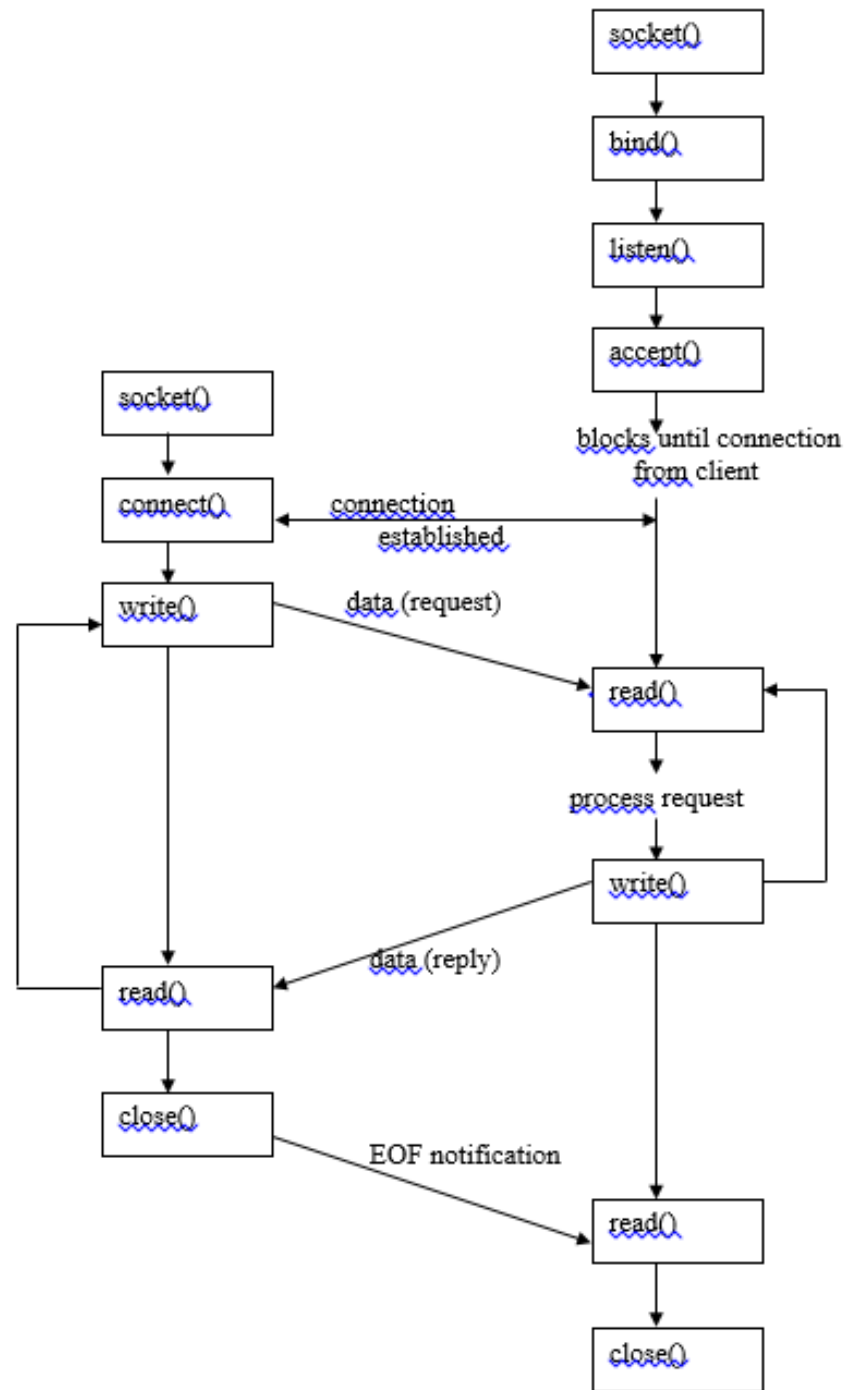 socket()
bind()
listen()
accept()
blocks until connection
from client
socket()
connect()
connection
established
write()
data (request)
read()
process request
write()
data (reply)
read()
close()
EOF notification
read()
close()